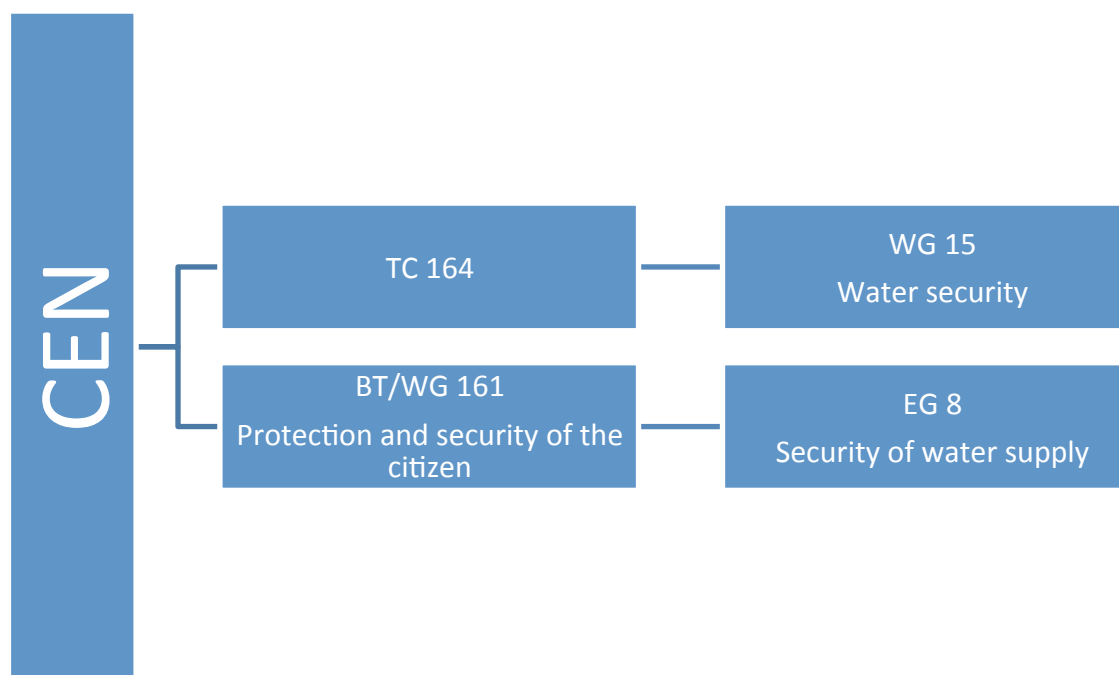 CEN
TC 164
WG 15
Water security
BT/WG 161
Protection and security of the
citizen
EG 8
Security of water supply